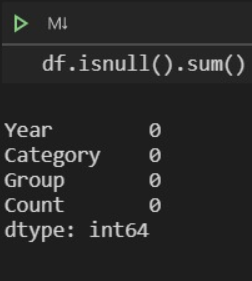 M↓
df.isnull().sum()
Year 0
Category 0
Group 0
Count 0
dtype: int64